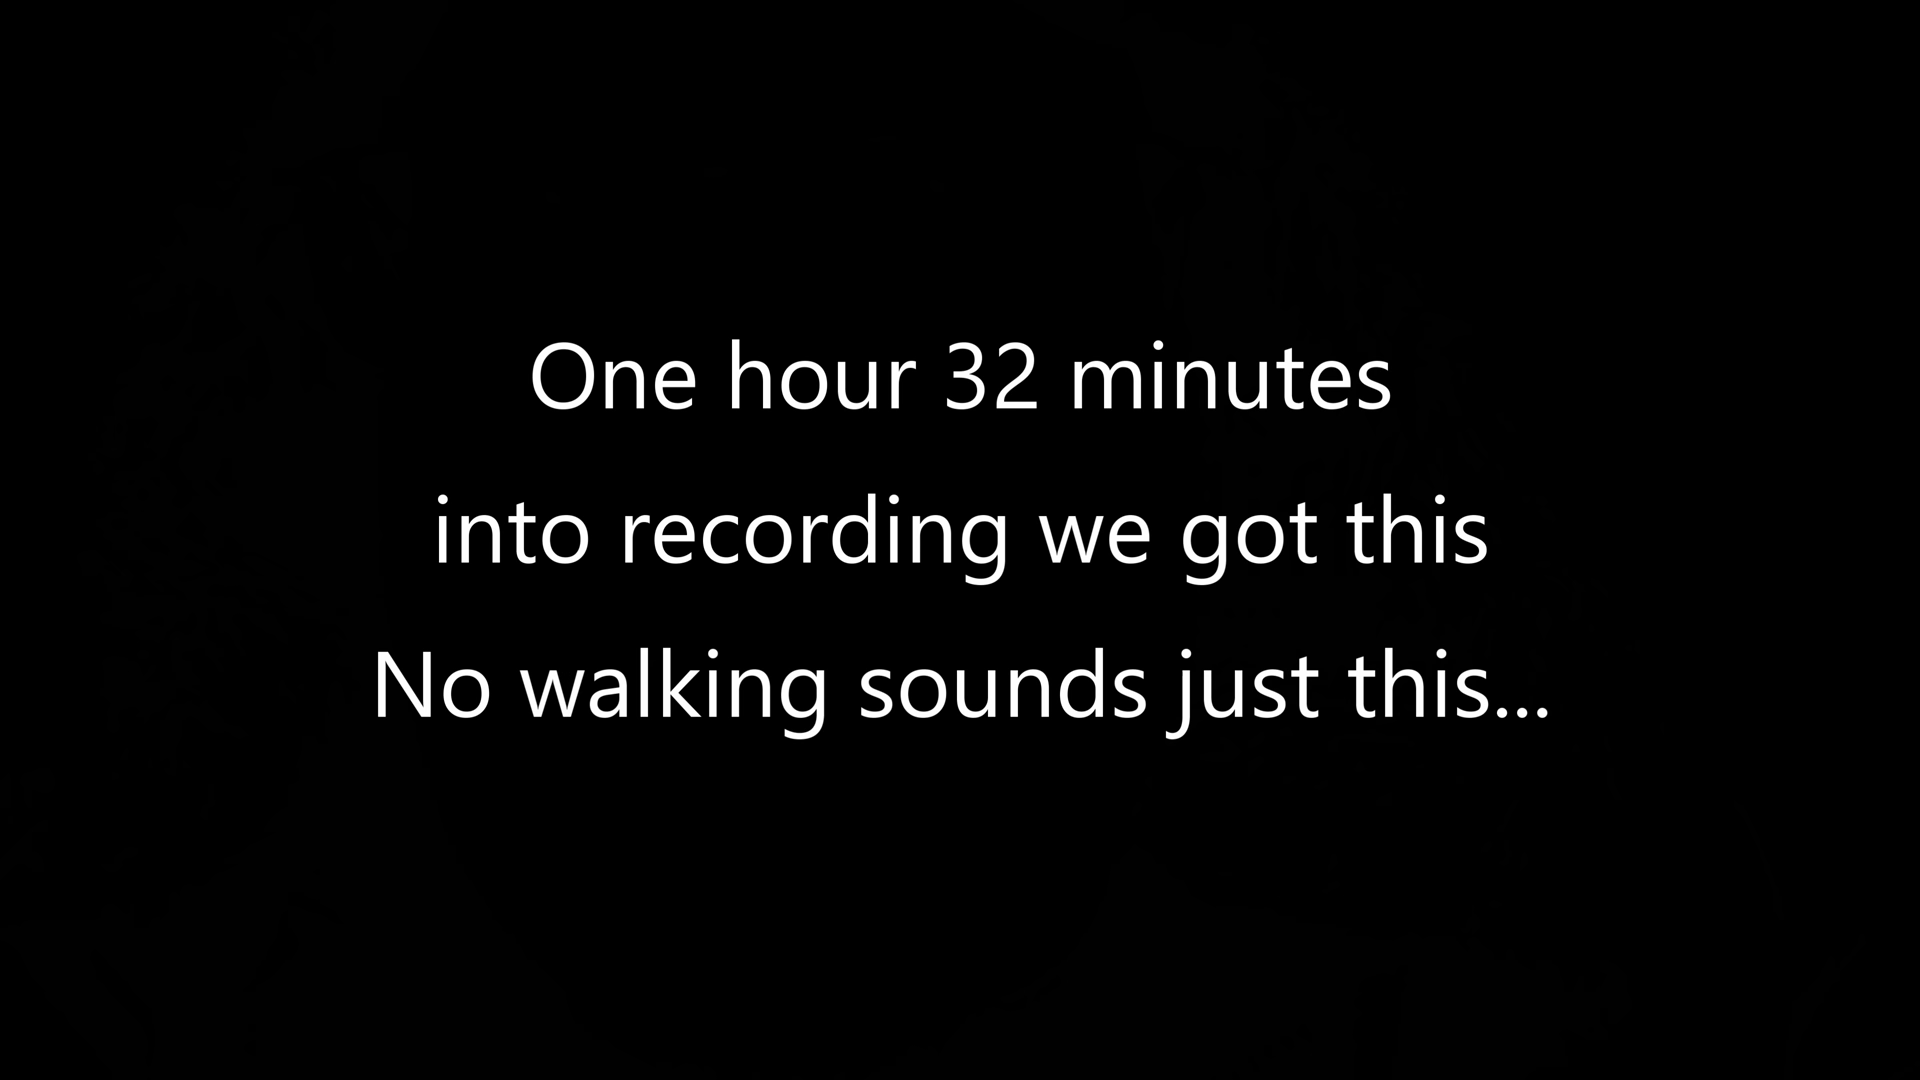 One hour 32 minutes
into recording we got this
No walking sounds just this...